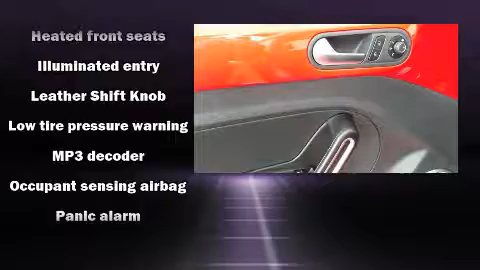 Heated front seats
Illuminated entry
Leather Shift Knob
Low tire pressure warning
MP3 decoder
Occupant sensing airbag
Panic alarm